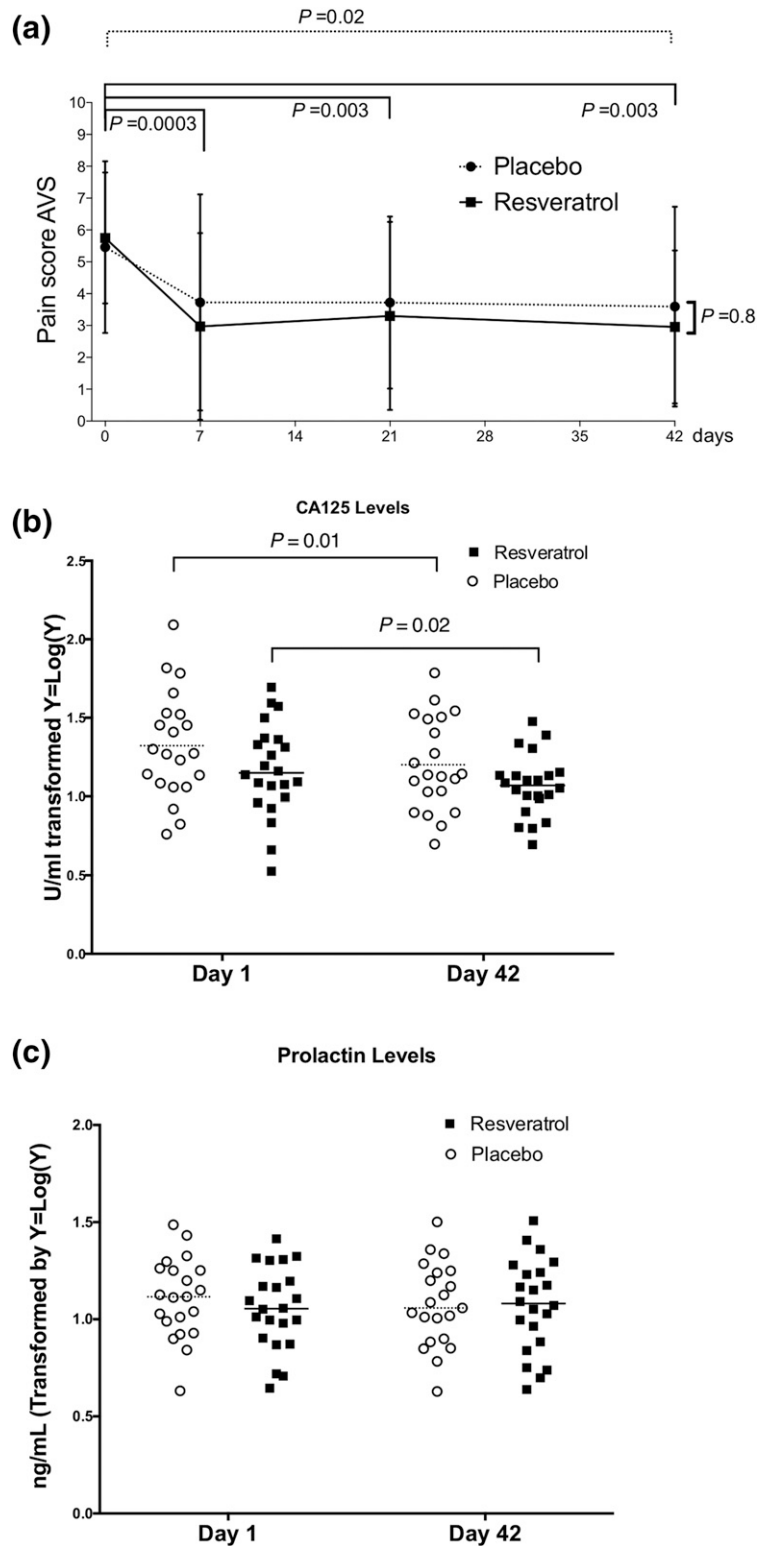 (a)
P =0.02
P =0.0003
P =0.003
P =0.003
Placebo
Resveratrol
Pain score AVS
10
9
8
7
6
5
4
3
2
1
0
P =0.8
0 7 14 21 28 35 42 days
(b)
CA125 Levels
P = 0.01
Resveratrol
Placebo
P = 0.02
U/ml transformed Y=Log(Y)
2.5
2.0
1.5
1.0
0.5
0.0
Day 1 Day 42
(c)
Prolactin Levels
Resveratrol
Placebo
ng/mL (Transformed by Y=Log(Y)
2.0
1.5
1.0
0.5
0.0
Day 1 Day 42